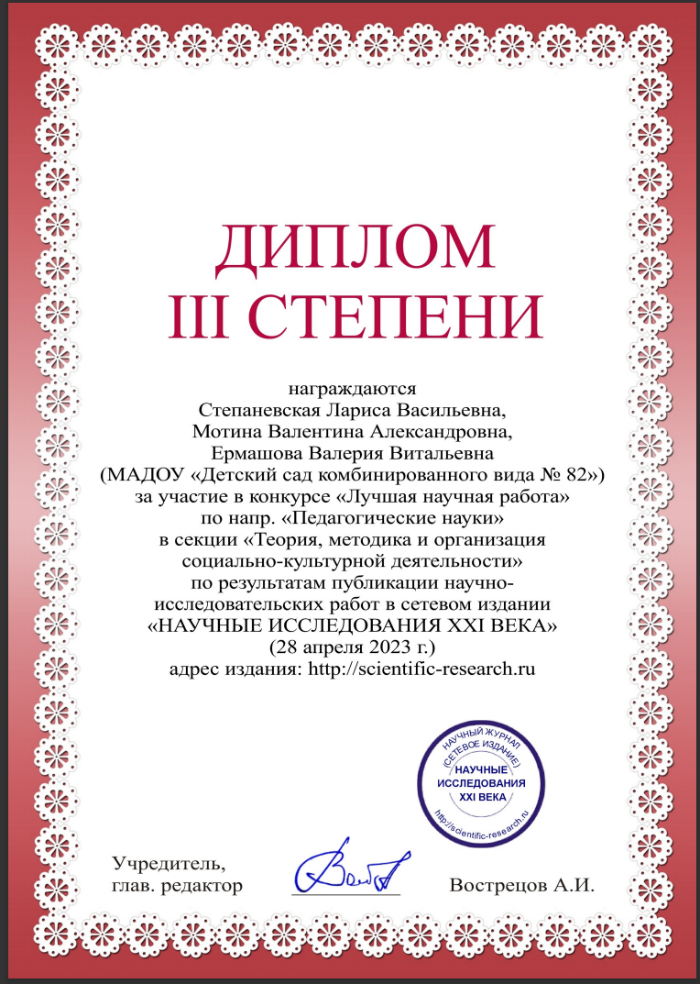 ДИПЛОМ
III СТЕПЕНИ
награждаются
Степаневская Лариса Васильевна,
Мотина Валентина Александровна,
Ермашова Валерия Витальевна
(МАДОУ «Детский сад комбинированного вида № 82»)
за участие в конкурсе «Лучшая научная работа»
по напр. «Педагогические науки»
в секции «Теория, методика и организация
социально-культурной деятельности»
по результатам публикации научно-
исследовательских работ в сетевом издании
«НАУЧНЫЕ ИССЛЕДОВАНИЯ XXI ВЕКА»
(28 апреля 2023 г.)
адрес издания: http://scientific-research.ru
НАУЧНЫЙ ЖУРНАЛ
(СЕТЕВОЕ ИЗДАНИЕ)
НАУЧНЫЕ
ИССЛЕДОВАНИЯ
XXI ВЕКА
http://scientific-research.ru
Учредитель,
глав. редактор
Вострецов А.И.